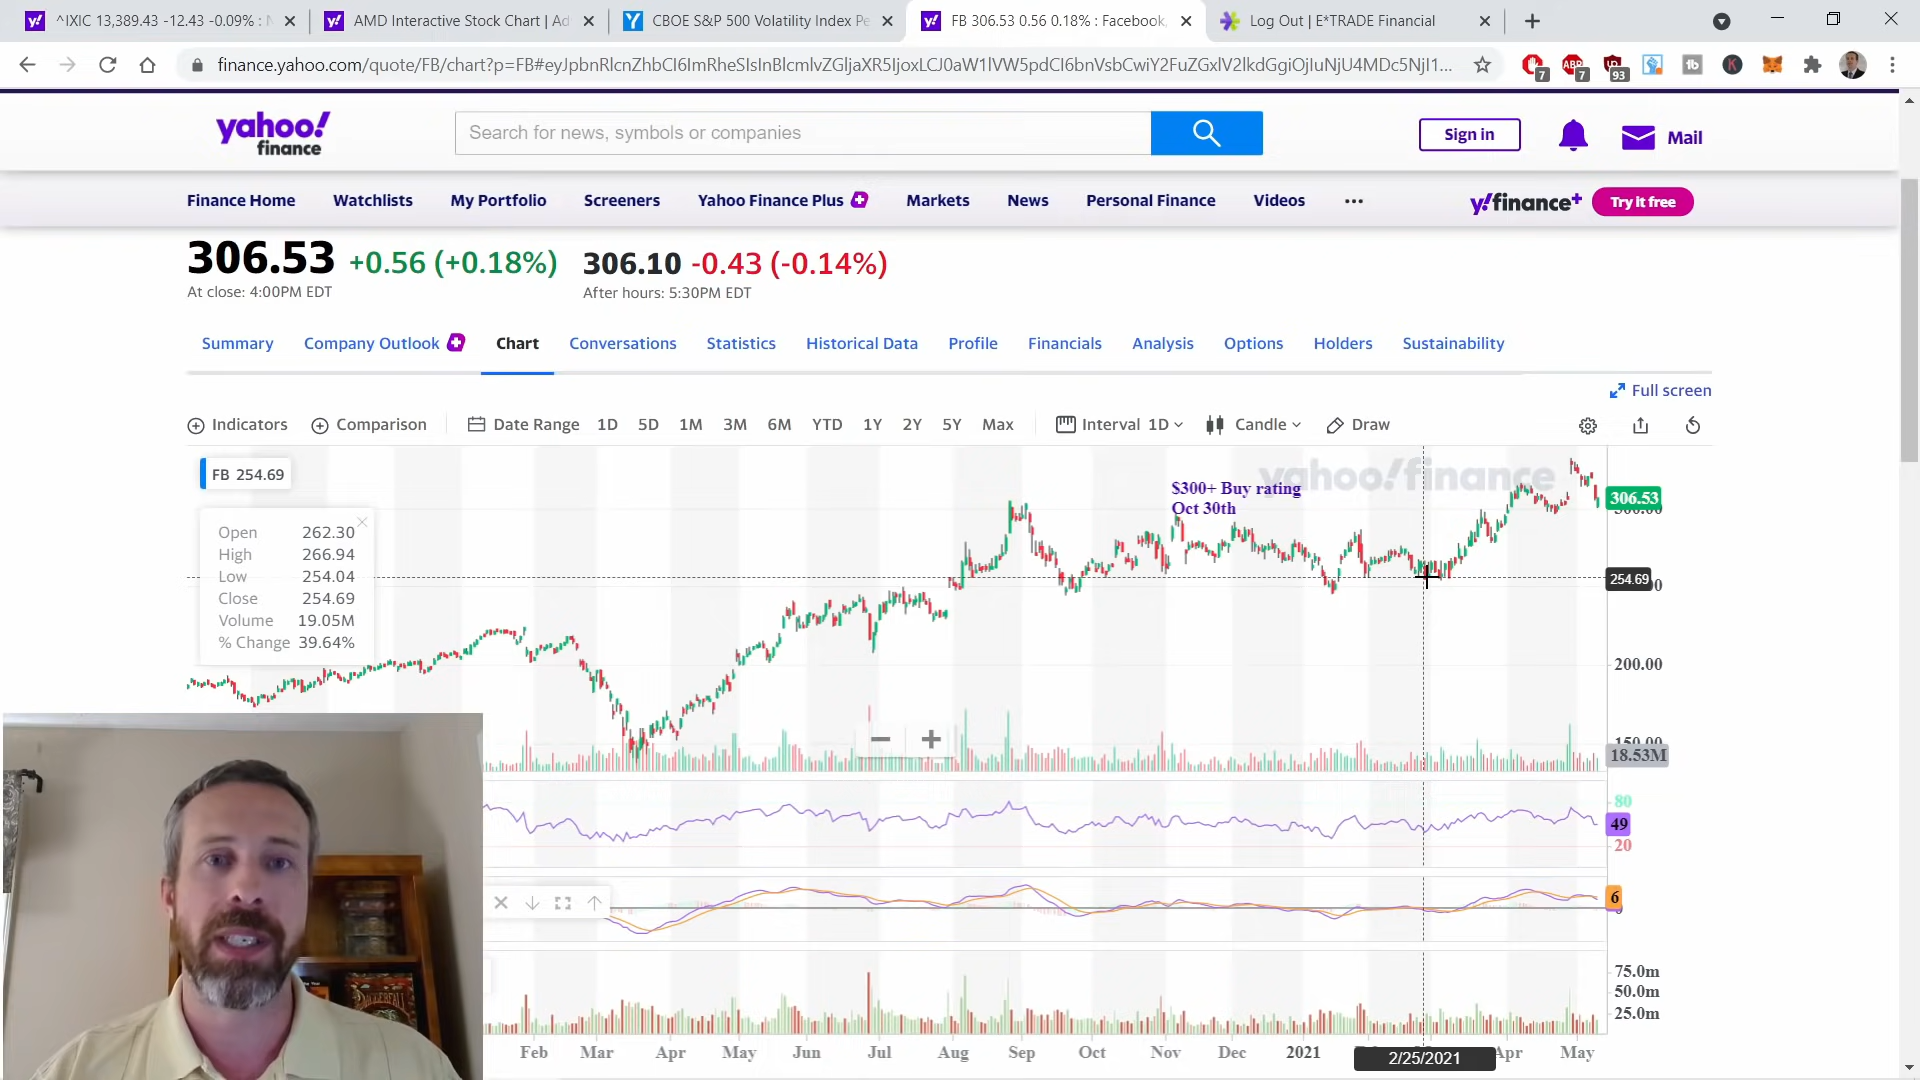 ^IXIC 13,389.43 -12.43 -0.09% :
AMD Interactive Stock Chart | Ad
CBOE S&P 500 Volatility Index Pe
FB 306.53 0.56 0.18% : Facebook,
Log Out | E*TRADE Financial
7
ABP
7
93
tb
K
yahoo!
finance
Search for news, symbols or companies
Sign in
Mail
Finance Home
Watchlists
My Portfolio
Screeners
Yahoo Finance Plus
Markets
News
Personal Finance
Videos
y!finance+
Try it free
306.53 +0.56 (+0.18%)
306.10 -0.43 (-0.14%)
At close: 4:00PM EDT
After hours: 5:30PM EDT
Summary
Company Outlook
Chart
Conversations
Statistics
Historical Data
Profile
Financials
Analysis
Options
Holders
Sustainability
Full screen
Indicators
Comparison
Date Range
1D
5D
1M
3M
6M
YTD
1Y
2Y
5Y
Max
Interval 1D
Candle
Draw
FB 254.69
yahoo!finance
$300+ Buy rating
Oct 30th
306.53
Open 262.30
High 266.94
Low 254.04
Close 254.69
Volume 19.05M
% Change 39.64%
254.69
200.00
150.00
18.53M
80
49
20
6
75.0m
50.0m
25.0m
DAGGERFALL
Feb
Mar
Apr
May
Jun
Jul
Aug
Sep
Oct
Nov
Dec
2021
2/25/2021
Apr
May